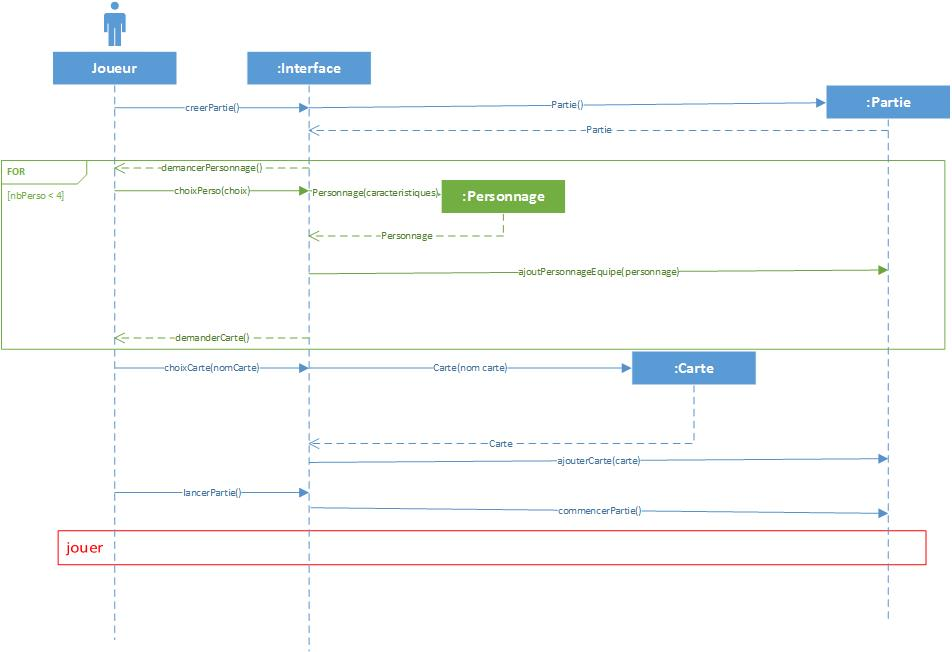 Joueur
:Interface
:Partie
creerPartie()
Partie()
Partie
FOR
[nbPerso < 4]
demancerPersonnage()
choixPerso(choix)
Personnage(caracteristiques)
:Personnage
Personnage
ajoutPersonnageEquipe(personnage)
demanderCarte()
choixCarte(nomCarte)
Carte(nom carte)
:Carte
Carte
ajouterCarte(carte)
lancerPartie()
commencerPartie()
jouer